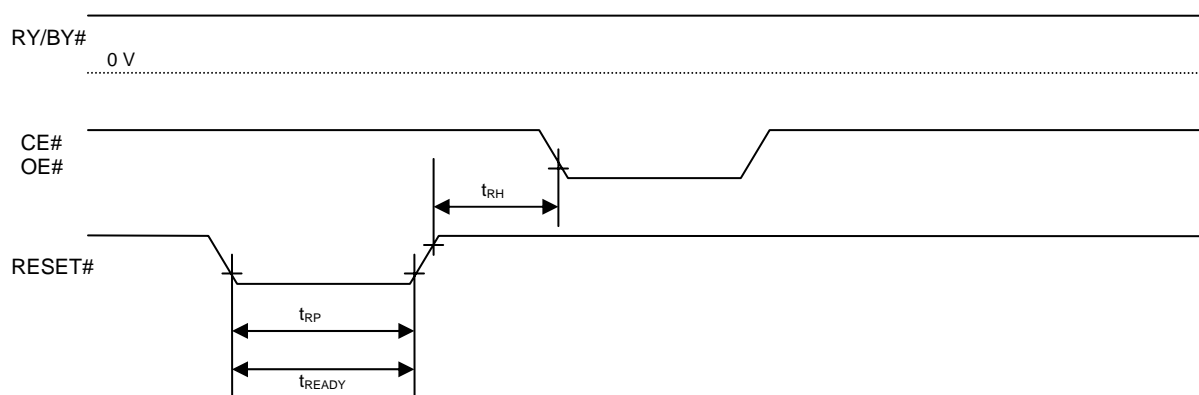 RY/BY#
0 V
CE#
OE#
tRH
RESET#
tRP
tREADY